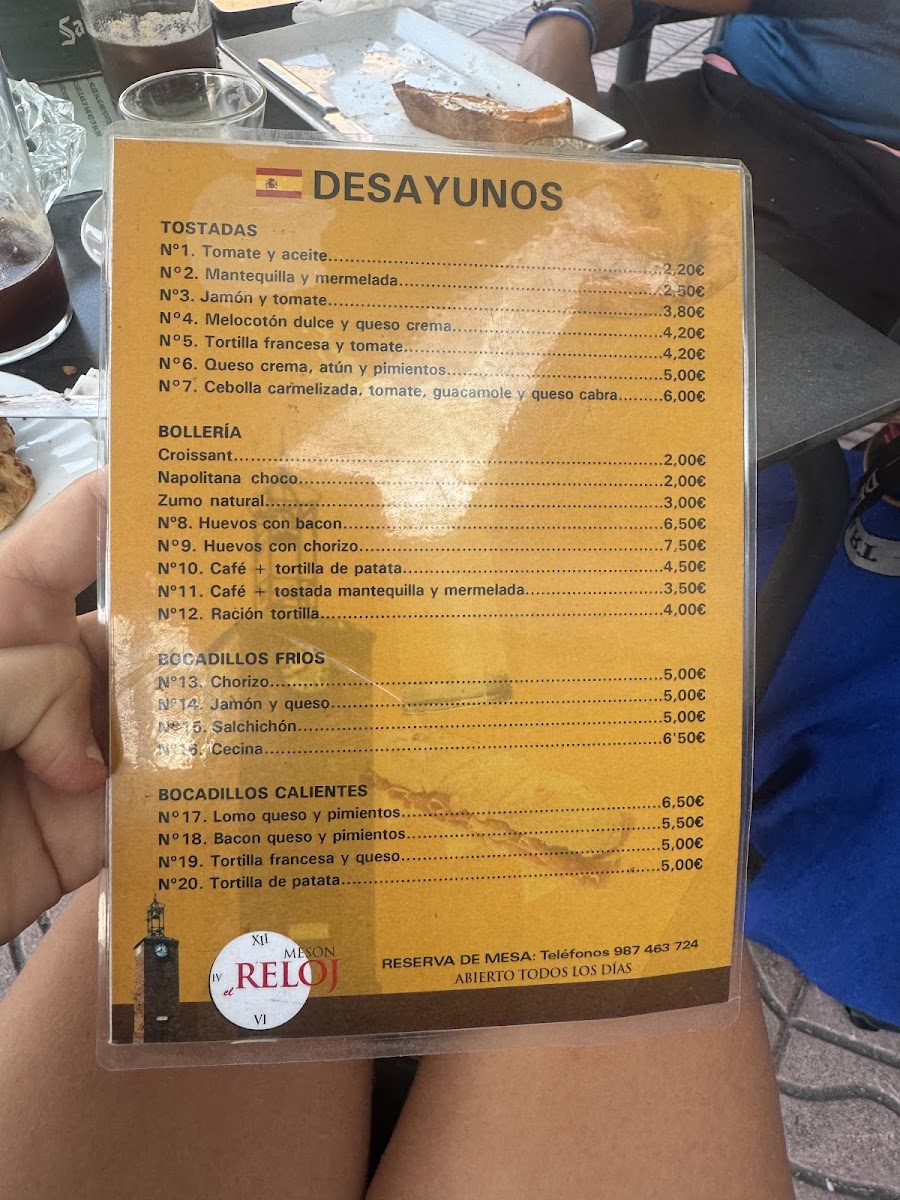 DESAYUNOS
TOSTADAS
Nº1. Tomate y aceite.....2,20€
Nº2. Mantequilla y mermelada.....2,50€
Nº3. Jamón y tomate.....3,80€
Nº4. Melocotón dulce y queso crema.....4,20€
Nº5. Tortilla francesa y tomate.....4,20€
Nº6. Queso crema, atún y pimientos.....5,00€
Nº7. Cebolla carmelizada, tomate, guacamole y queso cabra.....6,00€
BOLLERÍA
Croissant.....2,00€
Napolitana choco.....2,00€
Zumo natural.....3,00€
Nº8. Huevos con bacon.....6,50€
Nº9. Huevos con chorizo.....7,50€
Nº10. Café + tortilla de patata.....4,50€
Nº11. Café + tostada mantequilla y mermelada.....3,50€
Nº12. Ración tortilla.....4,00€
BOCADILLOS FRIOS
Nº13. Chorizo.....5,00€
Nº14. Jamón y queso.....5,00€
Nº15. Salchichón.....5,00€
Nº16. Cecina.....6'50€
BOCADILLOS CALIENTES
Nº17. Lomo queso y pimientos.....6,50€
Nº18. Bacon queso y pimientos.....5,50€
Nº19. Tortilla francesa y queso.....5,00€
Nº20. Tortilla de patata.....5,00€
XII
MESÓN
IV
el RELOJ
VI
RESERVA DE MESA: Teléfonos 987 463 724
ABIERTO TODOS LOS DÍAS